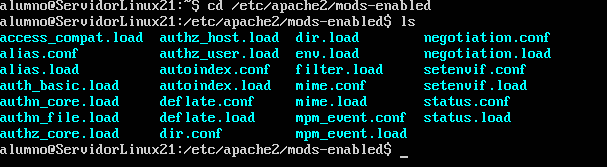 alumno@ServidorLinux21:~$ cd /etc/apache2/mods-enabled
alumno@ServidorLinux21:/etc/apache2/mods-enabled$ ls
access_compat.load  authz_host.load  dir.load  negotiation.conf
alias.conf  authz_user.load  env.load  negotiation.load
alias.load  autoindex.conf  filter.load  setenvif.conf
auth_basic.load  autoindex.load  mime.conf  setenvif.load
authn_core.load  deflate.conf  mime.load  status.conf
authn_file.load  deflate.load  mpm_event.conf  status.load
authz_core.load  dir.conf  mpm_event.load
alumno@ServidorLinux21:/etc/apache2/mods-enabled$ _